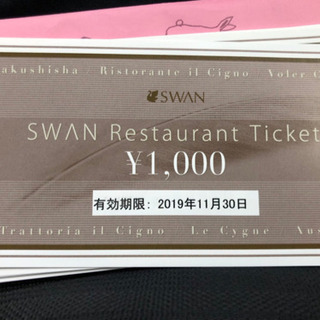 akushisha Ristorante il Cigno Voler
SWAN
SWAN Restaurant Ticket
¥1,000
有効期限: 2019年11月30日
Trattoria il Cigno Le Cygne